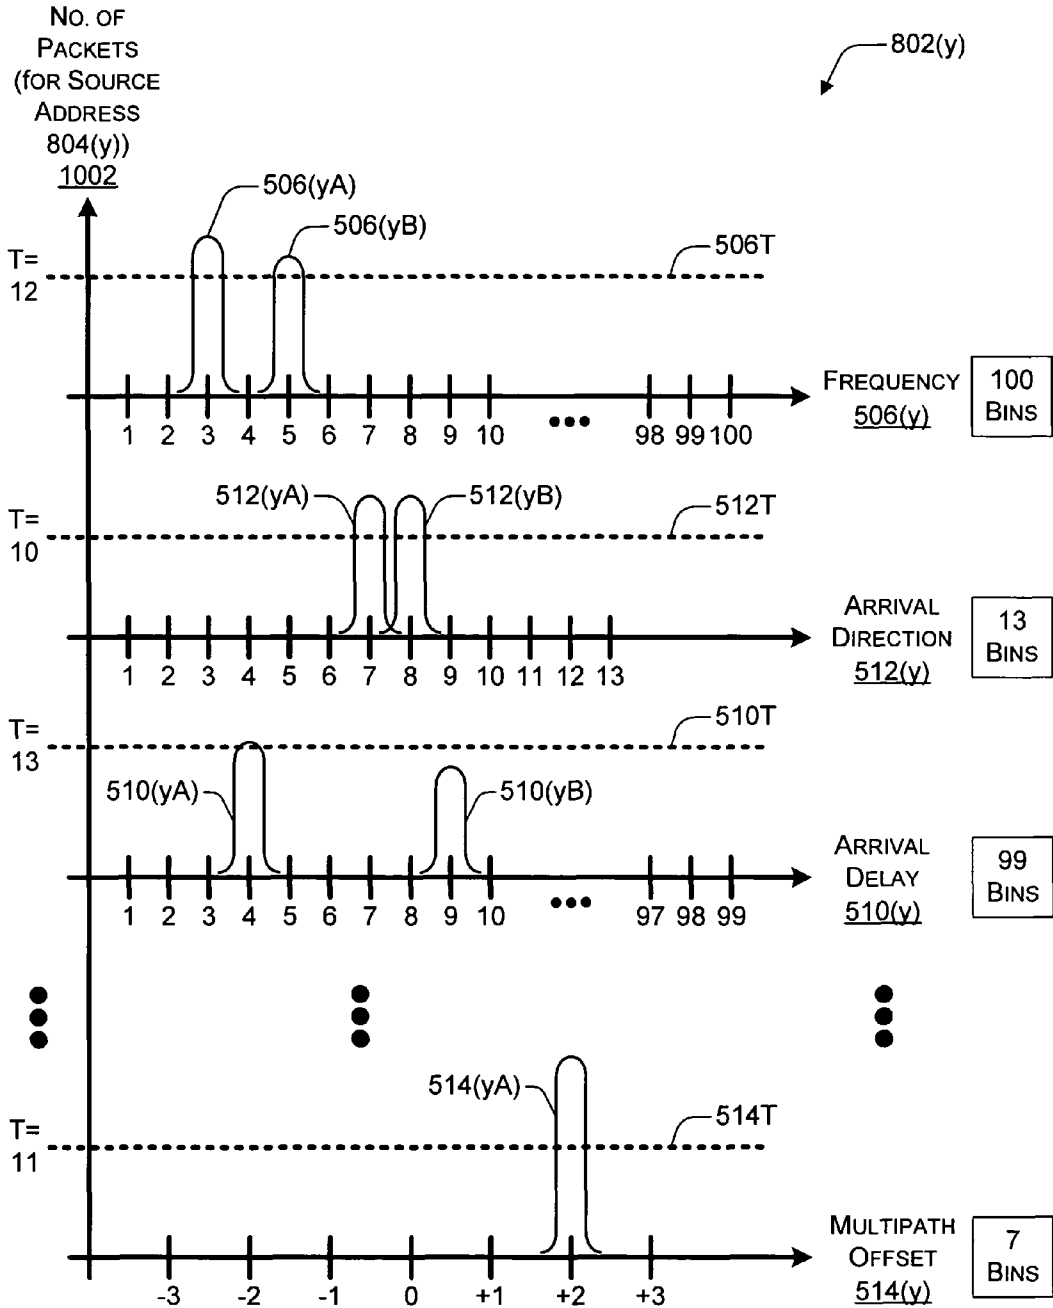 NO. OF
PACKETS
(FOR SOURCE
ADDRESS
804(y))
1002
802(y)
506(yA)
506(yB)
506T
T=
12
FREQUENCY
506(y)
100
BINS
1 2 3 4 5 6 7 8 9 10 ••• 98 99 100
512(yA)
512(yB)
512T
T=
10
ARRIVAL
DIRECTION
512(y)
13
BINS
1 2 3 4 5 6 7 8 9 10 11 12 13
510T
T=
13
510(yA)
510(yB)
ARRIVAL
DELAY
510(y)
99
BINS
1 2 3 4 5 6 7 8 9 10 ••• 97 98 99
514(yA)
514T
T=
11
MULTIPATH
OFFSET
514(y)
7
BINS
-3 -2 -1 0 +1 +2 +3